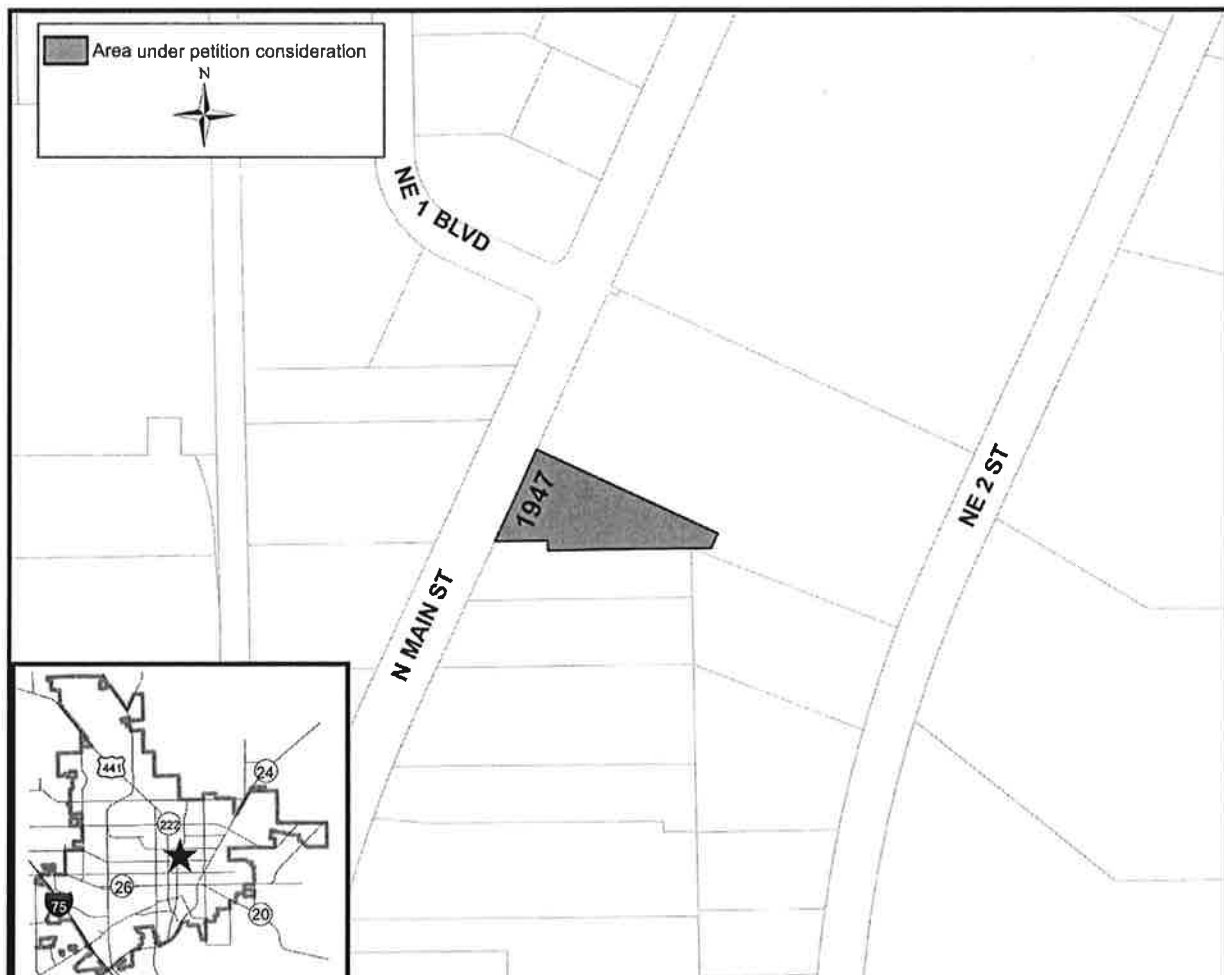 Area under petition consideration
N
NE 1 BLVD
1947
NE 2 ST
N MAIN ST
441
24
222
26
75
20